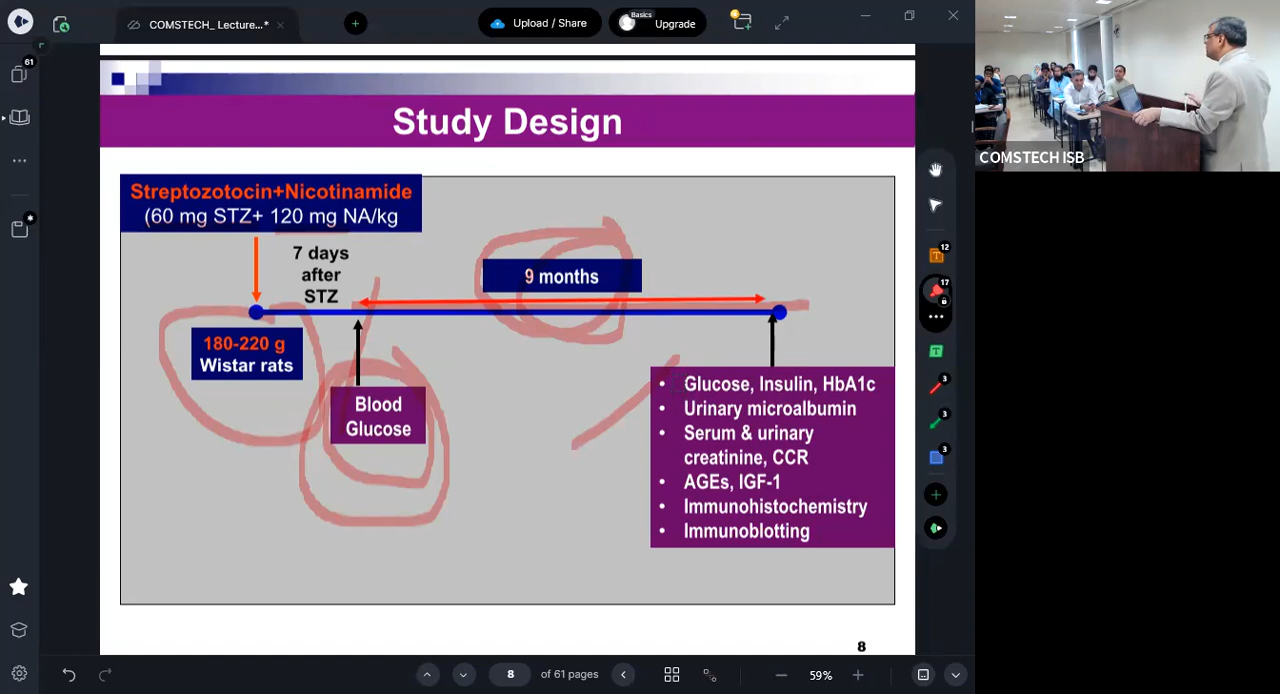 COMSTECH_ Lecture...*
Upload / Share
Basics
Upgrade
61
Study Design
Streptozotocin+Nicotinamide
(60 mg STZ+ 120 mg NA/kg
7 days
after
STZ
9 months
180-220 g
Wistar rats
Blood
Glucose
• Glucose, Insulin, HbA1c
• Urinary microalbumin
• Serum & urinary
creatinine, CCR
• AGEs, IGF-1
• Immunohistochemistry
• Immunoblotting
8
12
17
3
3
3
8 of 61 pages
59%
COMSTECH ISB